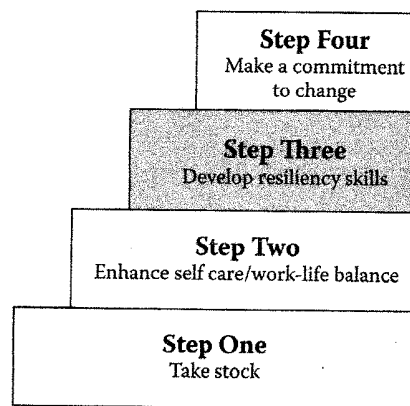 Step Four
Make a commitment
to change
Step Three
Develop resiliency skills
Step Two
Enhance self care/work-life balance
Step One
Take stock